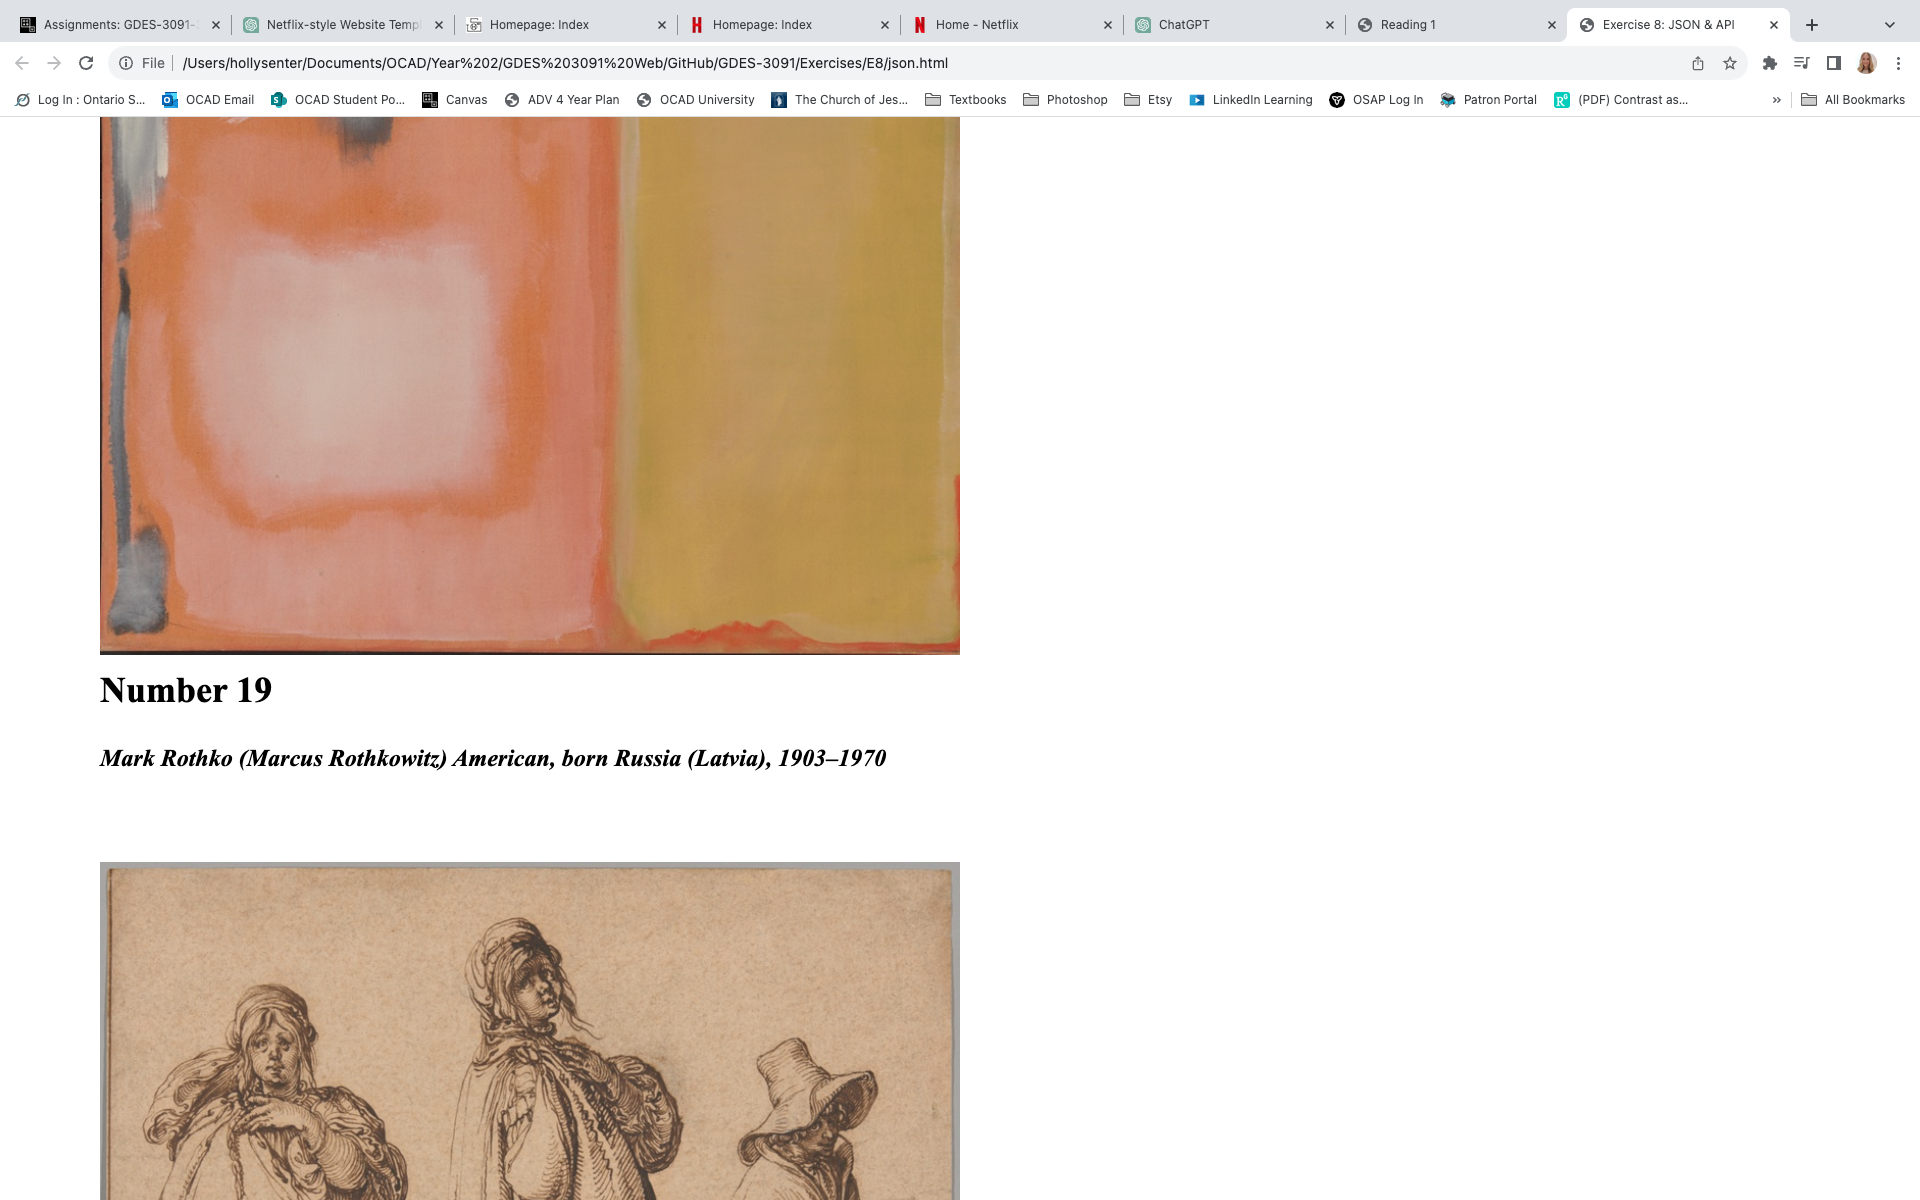 Assignments: GDES-3091-
Netflix-style Website Templ
Homepage: Index
Homepage: Index
Home - Netflix
ChatGPT
Reading 1
Exercise 8: JSON & API
File
/Users/hollysenter/Documents/OCAD/Year%202/GDES%203091%20Web/GitHub/GDES-3091/Exercises/E8/json.html
Log In : Ontario S...
OCAD Email
OCAD Student Po...
Canvas
ADV 4 Year Plan
OCAD University
The Church of Jes...
Textbooks
Photoshop
Etsy
LinkedIn Learning
OSAP Log In
Patron Portal
(PDF) Contrast as...
»
All Bookmarks
Number 19
Mark Rothko (Marcus Rothkowitz) American, born Russia (Latvia), 1903–1970